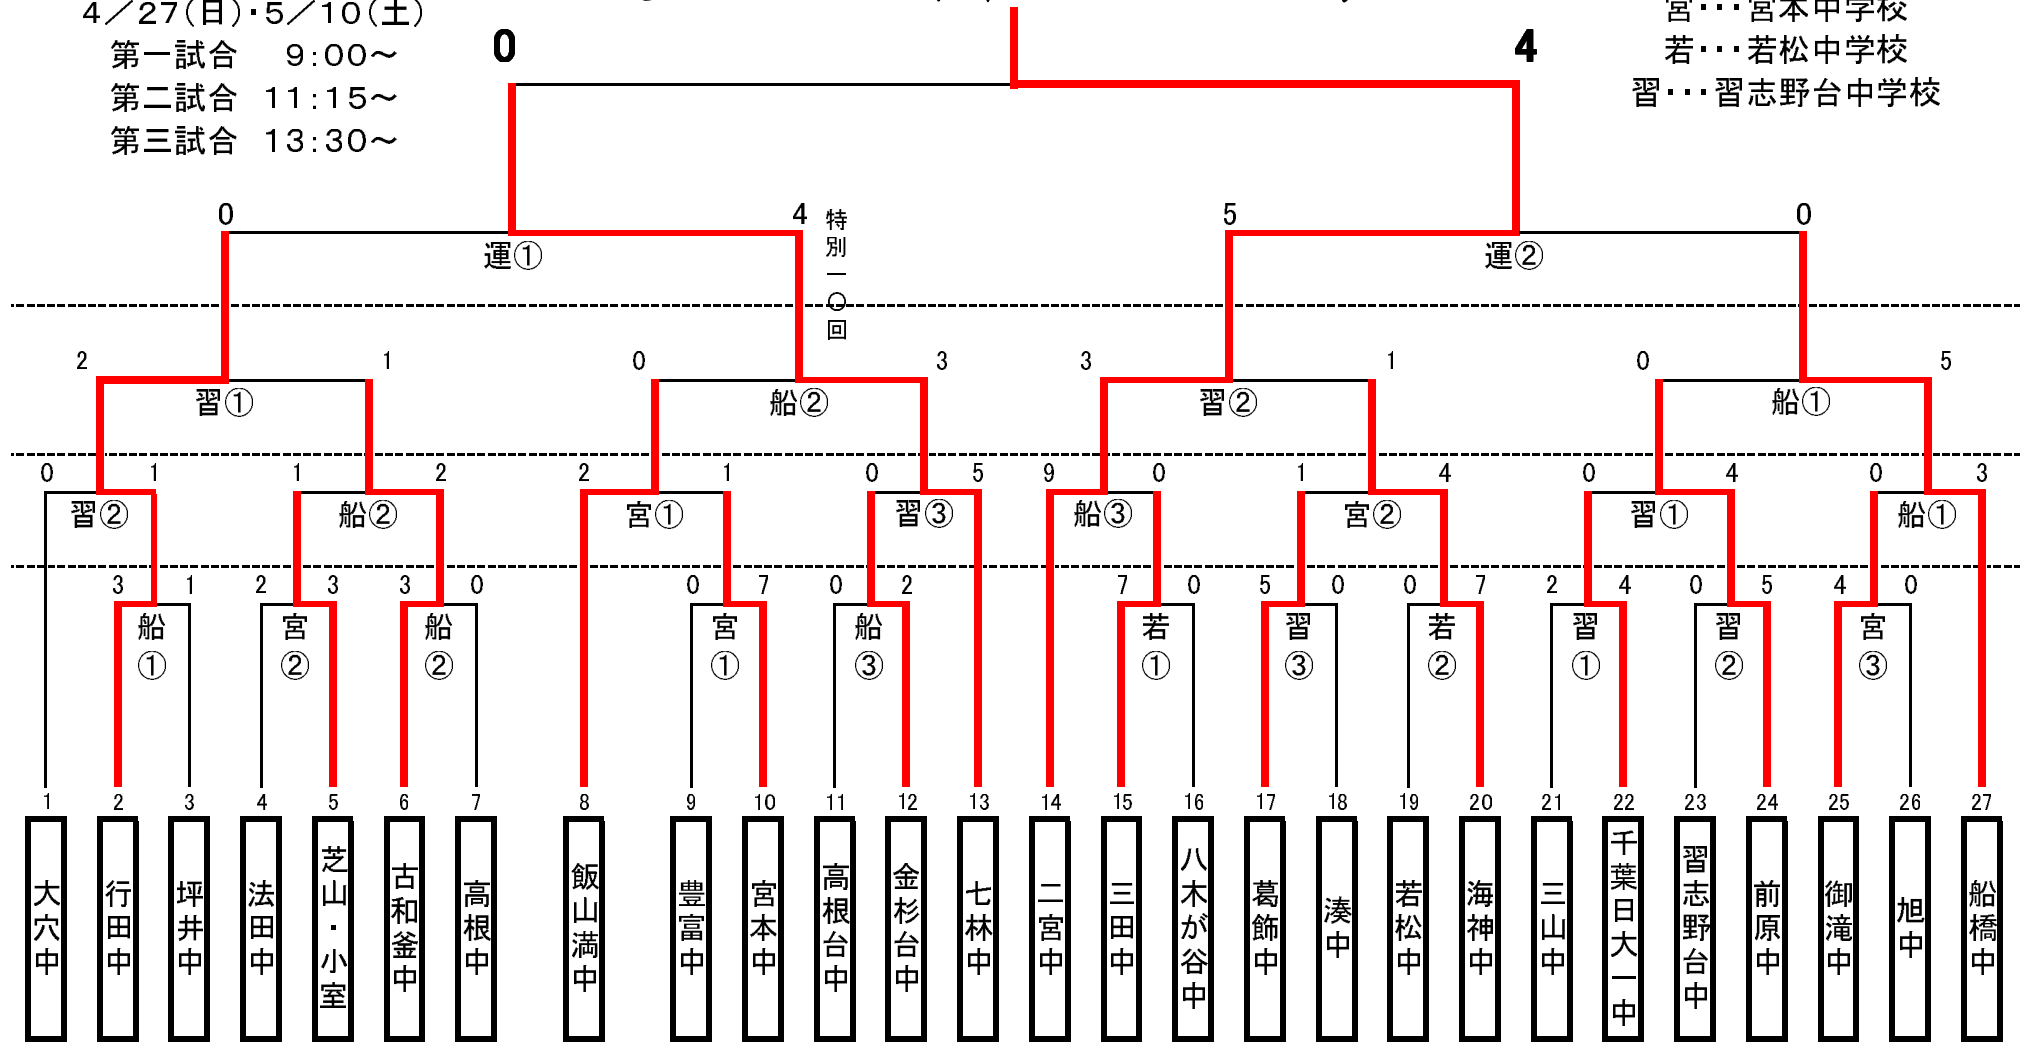 4／27(日)・5／10(土)
第一試合　9:00～
第二試合　11:15～
第三試合　13:30～
宮・・・宮本中学校
若・・・若松中学校
習・・・習志野台中学校
0 4
0 4 5 0
特別一〇回
運① 運②
2 1 0 3 3 1 0 5
習① 船② 習② 船①
0 1 1 2 2 1 0 5 9 0 1 4 0 4 0 3
習② 船② 宮① 習③ 船③ 宮② 習① 船①
3 1 2 3 3 0 0 7 0 2 7 0 5 0 0 7 2 4 0 5 4 0
船① 宮② 船② 宮① 船③ 若① 習③ 若② 習① 習② 宮③
1 2 3 4 5 6 7 8 9 10 11 12 13 14 15 16 17 18 19 20 21 22 23 24 25 26 27
大穴中
行田中
坪井中
法田中
芝山・小室
古和釜中
高根中
飯山満中
豊富中
宮本中
高根台中
金杉台中
七林中
二宮中
三田中
八木が谷中
葛飾中
湊中
若松中
海神中
三山中
千葉日大一中
習志野台中
前原中
御滝中
旭中
船橋中